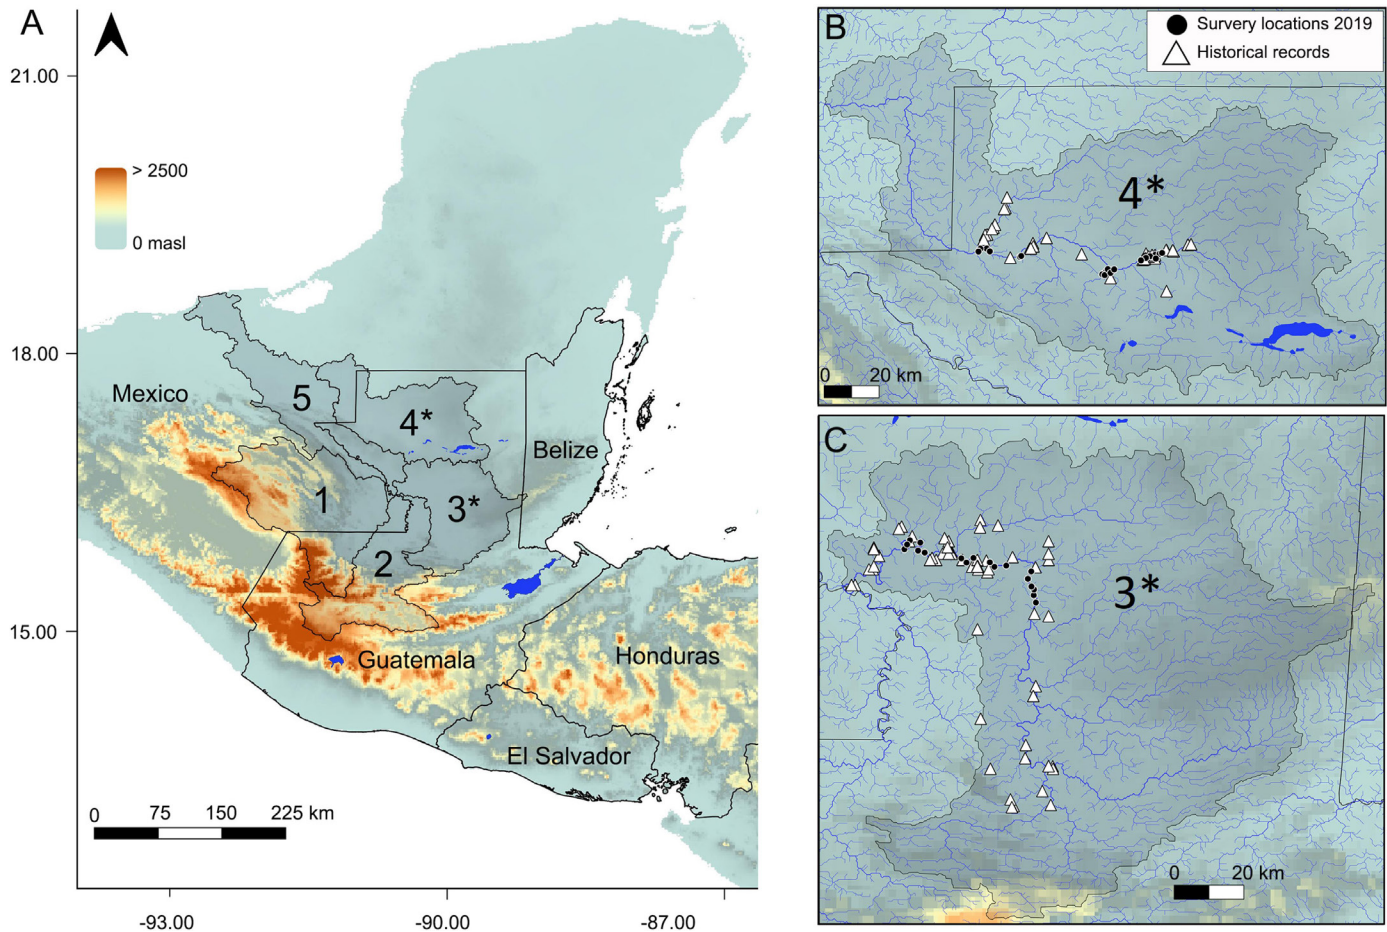 A
21.00
> 2500
0 masl
18.00
Mexico
5
4*
Belize
1
3*
2
15.00
Guatemala
Honduras
El Salvador
0 75 150 225 km
-93.00 -90.00 -87.00
B
Survery locations 2019
Historical records
4*
0 20 km
C
3*
0 20 km